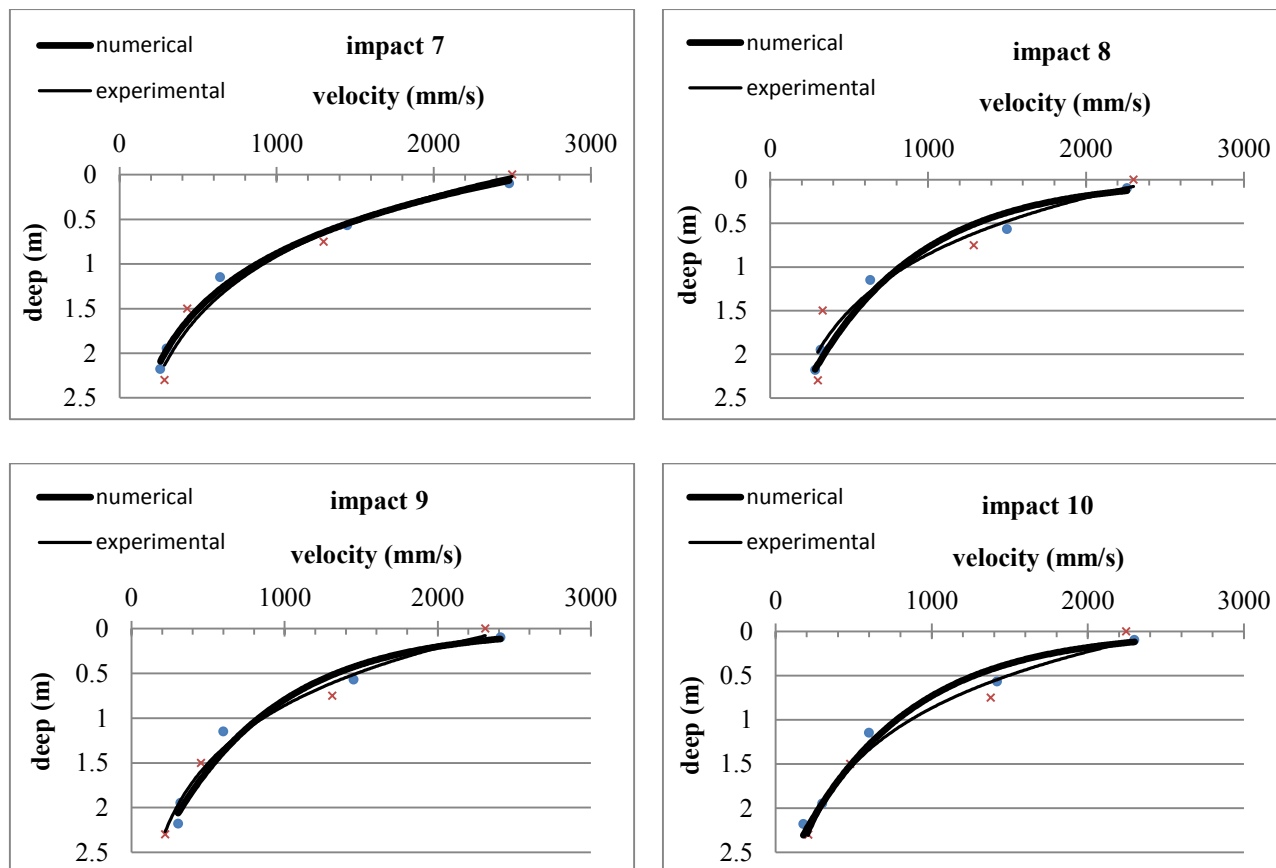 numerical
impact 7
experimental
velocity (mm/s)
0 1000 2000 3000
0
0.5
1
1.5
2
2.5
deep (m)
numerical
impact 8
experimental
velocity (mm/s)
0 1000 2000 3000
0
0.5
1
1.5
2
2.5
deep (m)
numerical
impact 9
experimental
velocity (mm/s)
0 1000 2000 3000
0
0.5
1
1.5
2
2.5
deep (m)
numerical
impact 10
experimental
velocity (mm/s)
0 1000 2000 3000
0
0.5
1
1.5
2
2.5
deep (m)